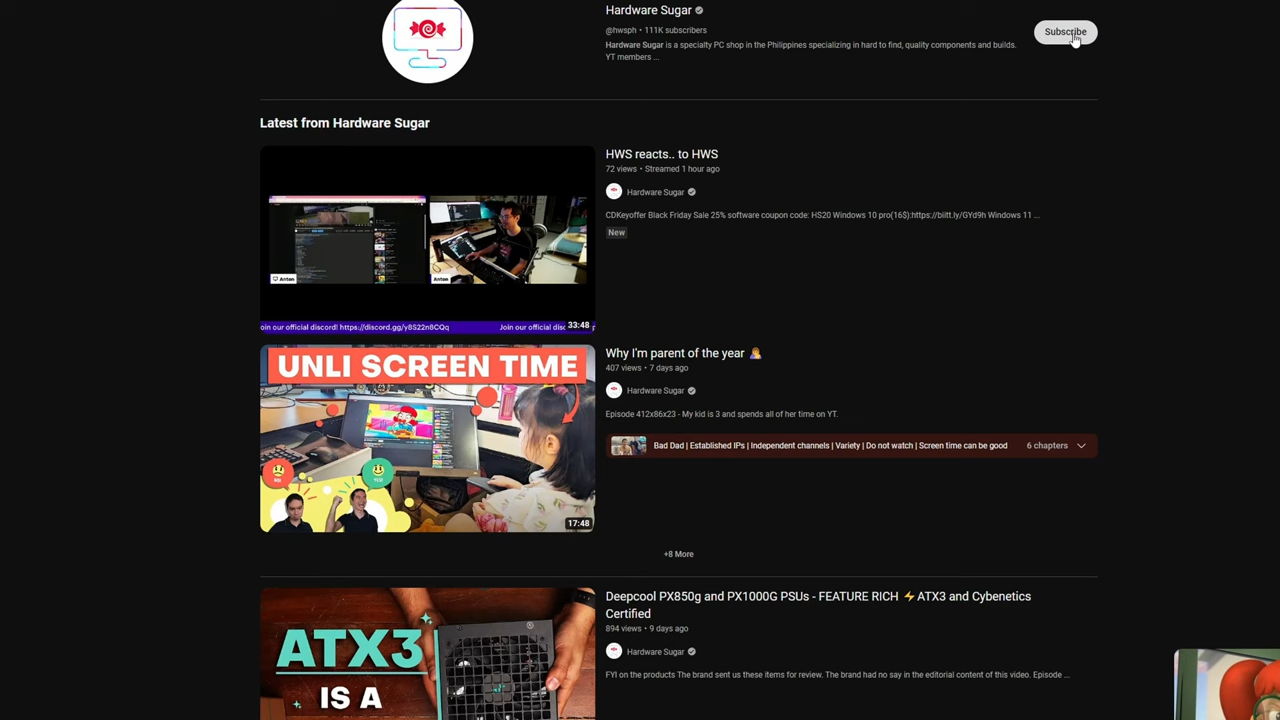 Hardware Sugar
@hwsph • 111K subscribers
Hardware Sugar is a specialty PC shop in the Philippines specializing in hard to find, quality components and builds.
YT members ...
Subscribe
Latest from Hardware Sugar
Anton
Anton
oin our official discord! https://discord.gg/y8S22n8CQq
Join our official disc
33:48
HWS reacts.. to HWS
72 views • Streamed 1 hour ago
Hardware Sugar
CDKeyoffer Black Friday Sale 25% software coupon code: HS20 Windows 10 pro(16$):https://biitt.ly/GYd9h Windows 11 ...
New
UNLI SCREEN TIME
NO
YES!
17:48
Why I'm parent of the year 🤦
407 views • 7 days ago
Hardware Sugar
Episode 412x86x23 - My kid is 3 and spends all of her time on YT.
Bad Dad | Established IPs | Independent channels | Variety | Do not watch | Screen time can be good
6 chapters
+8 More
ATX3
IS A
Deepcool PX850g and PX1000G PSUs - FEATURE RICH ⚡ATX3 and Cybenetics
Certified
894 views • 9 days ago
Hardware Sugar
FYI on the products The brand sent us these items for review. The brand had no say in the editorial content of this video. Episode ...